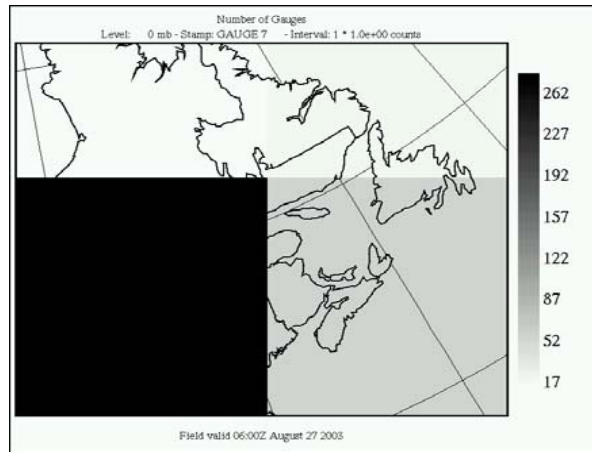 Number of Gauges
Level: 0 mb - Stamp: GAUGE 7 - Interval: 1 * 1.0e+00 counts
262
227
192
157
122
87
52
17
Field valid 06:00Z August 27 2003